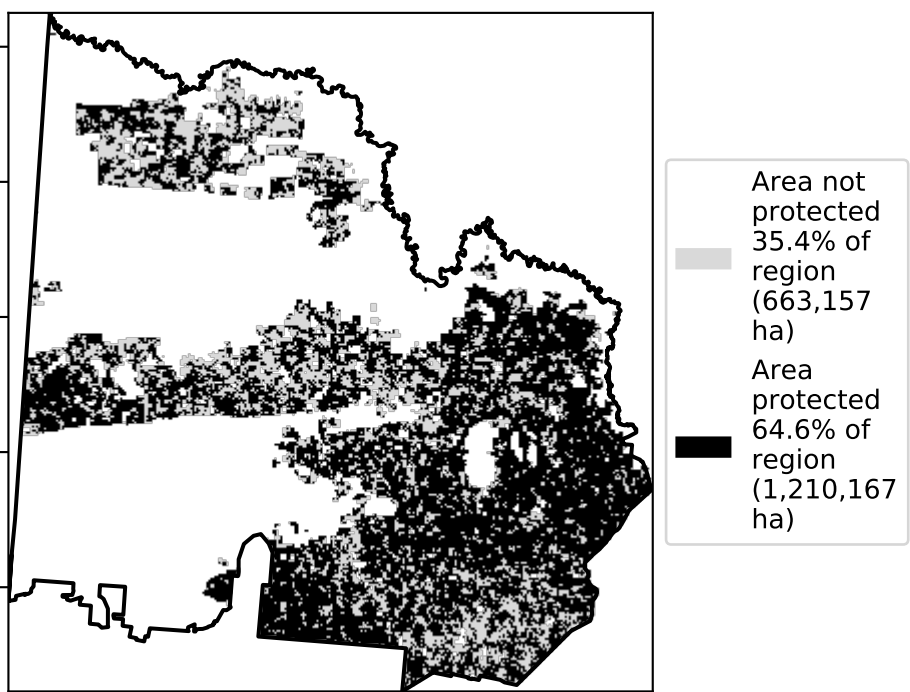 Area not
protected
35.4% of
region
(663,157
ha)
Area
protected
64.6% of
region
(1,210,167
ha)